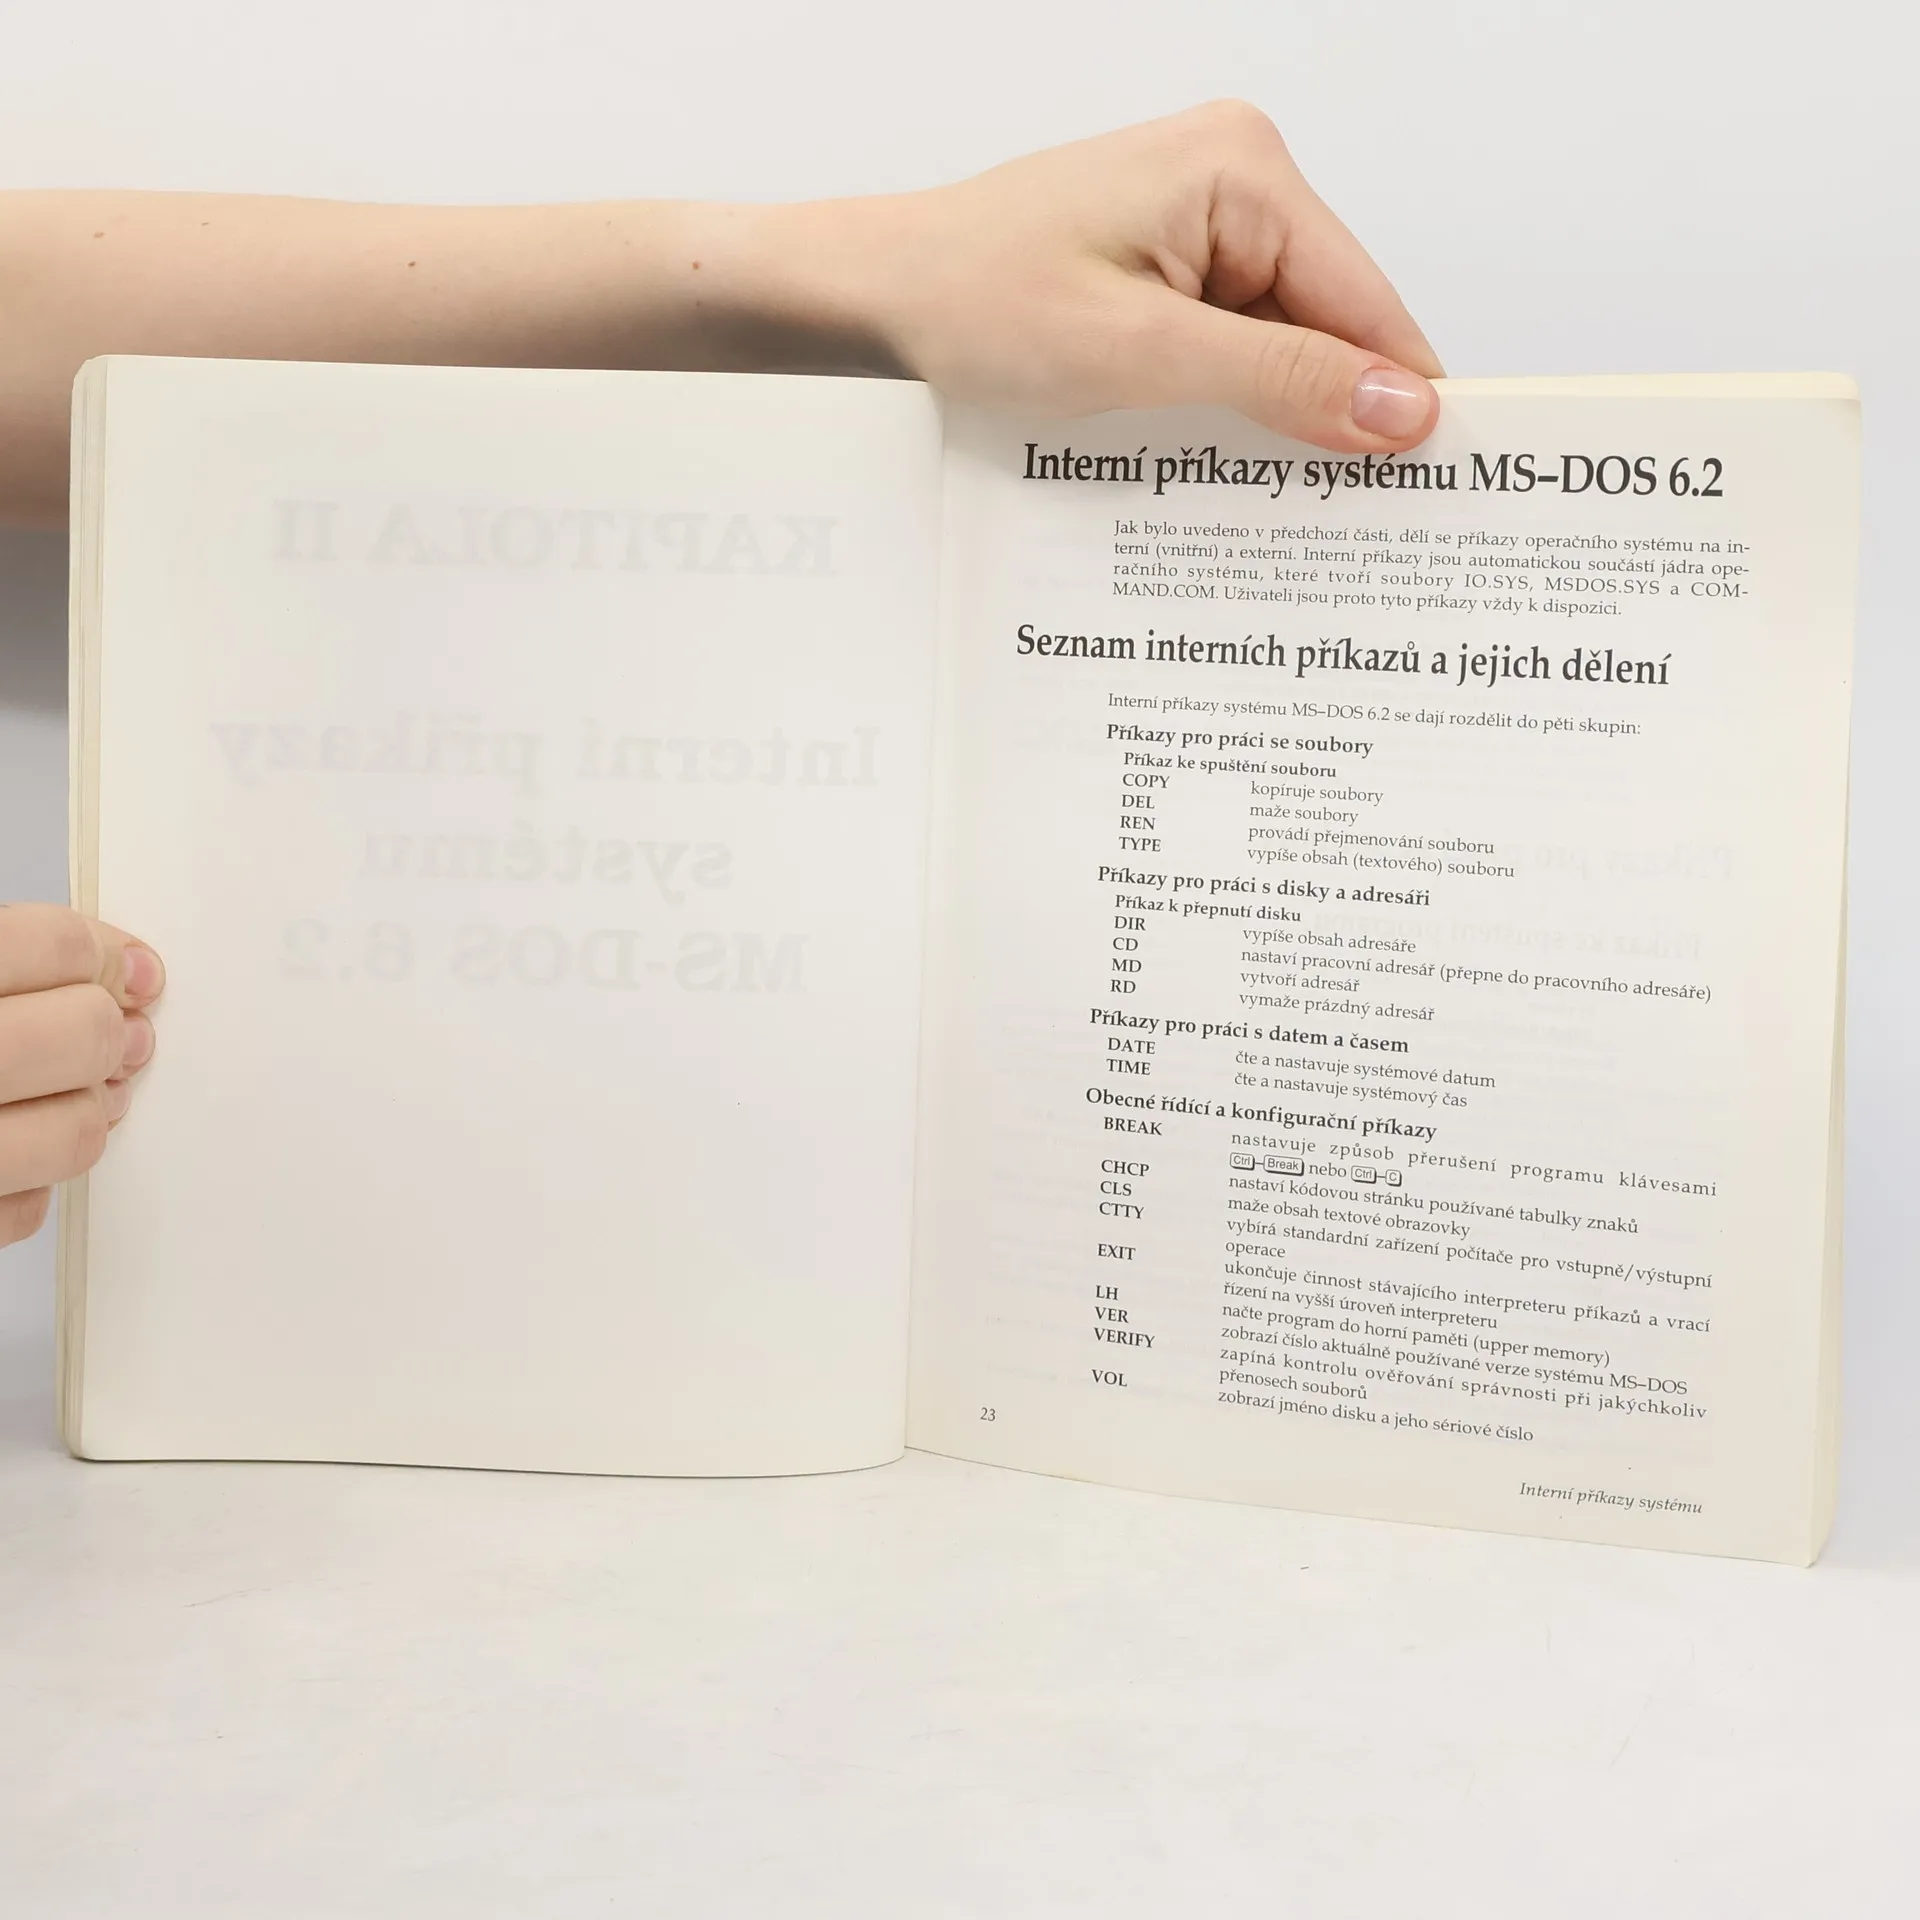 KAPITOLA II
Interní příkazy
systému
MS-DOS 6.2
Interní příkazy systému MS–DOS 6.2
Jak bylo uvedeno v předchozí části, dělí se příkazy operačního systému na in-
terní (vnitřní) a externí. Interní příkazy jsou automatickou součástí jádra ope-
račního systému, které tvoří soubory IO.SYS, MSDOS.SYS a COM-
MAND.COM. Uživateli jsou proto tyto příkazy vždy k dispozici.
Seznam interních příkazů a jejich dělení
Interní příkazy systému MS–DOS 6.2 se dají rozdělit do pěti skupin:
Příkazy pro práci se soubory
Příkaz ke spuštění souboru
COPY kopíruje soubory
DEL maže soubory
REN provádí přejmenování souboru
TYPE vypíše obsah (textového) souboru
Příkazy pro práci s disky a adresáři
Příkaz k přepnutí disku
DIR vypíše obsah adresáře
CD nastaví pracovní adresář (přepne do pracovního adresáře)
MD vytvoří adresář
RD vymaže prázdný adresář
Příkazy pro práci s datem a časem
DATE čte a nastavuje systémové datum
TIME čte a nastavuje systémový čas
Obecné řídící a konfigurační příkazy
BREAK nastavuje způsob přerušení programu klávesami
Ctrl–Break nebo Ctrl–C
CHCP nastaví kódovou stránku používané tabulky znaků
CLS maže obsah textové obrazovky
CTTY vybírá standardní zařízení počítače pro vstupně/výstupní
operace
EXIT ukončuje činnost stávajícího interpreteru příkazů a vrací
řízení na vyšší úroveň interpreteru
LH načte program do horní paměti (upper memory)
VER zobrazí číslo aktuálně používané verze systému MS–DOS
VERIFY zapíná kontrolu ověřování správnosti při jakýchkoliv
přenosech souborů
VOL zobrazí jméno disku a jeho sériové číslo
23
Interní příkazy systému